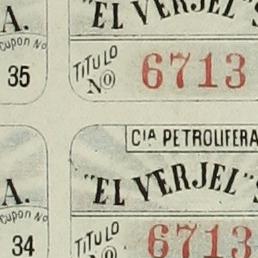 A. "EL VERJEL" S
Cupon No TITULO
35 No 6713
CIA PETROLIFERA
A. "EL VERJEL" S
Cupon No TITULO
34 No 6713